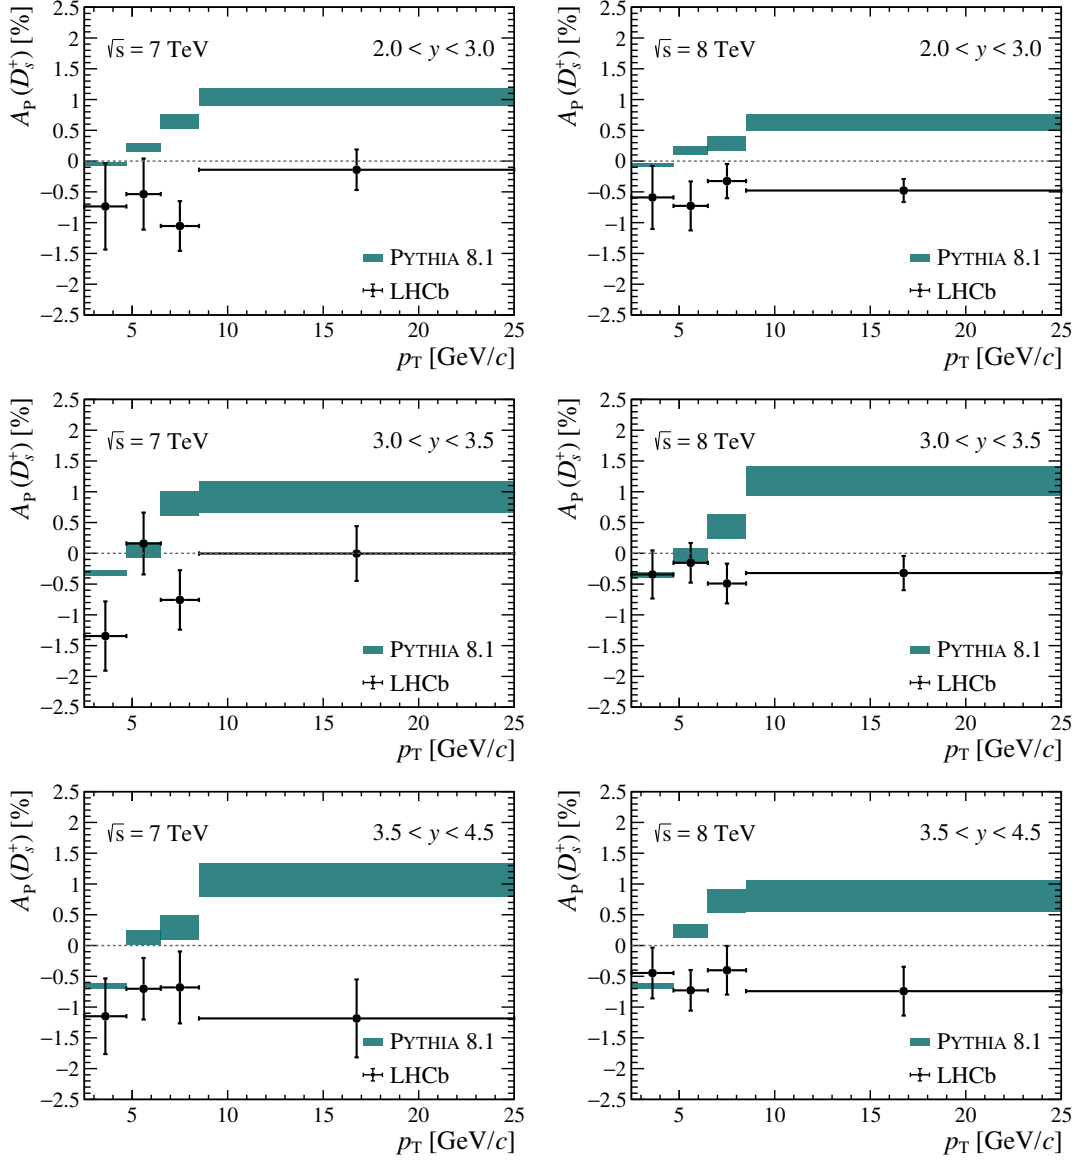 A_P(D_s^+) [%]
2.5
2
1.5
1
0.5
0
−0.5
−1
−1.5
−2
−2.5
√s = 7 TeV
2.0 < y < 3.0
PYTHIA 8.1
LHCb
5 10 15 20 25
p_T [GeV/c]
A_P(D_s^+) [%]
2.5
2
1.5
1
0.5
0
−0.5
−1
−1.5
−2
−2.5
√s = 8 TeV
2.0 < y < 3.0
PYTHIA 8.1
LHCb
5 10 15 20 25
p_T [GeV/c]
A_P(D_s^+) [%]
2.5
2
1.5
1
0.5
0
−0.5
−1
−1.5
−2
−2.5
√s = 7 TeV
3.0 < y < 3.5
PYTHIA 8.1
LHCb
5 10 15 20 25
p_T [GeV/c]
A_P(D_s^+) [%]
2.5
2
1.5
1
0.5
0
−0.5
−1
−1.5
−2
−2.5
√s = 8 TeV
3.0 < y < 3.5
PYTHIA 8.1
LHCb
5 10 15 20 25
p_T [GeV/c]
A_P(D_s^+) [%]
2.5
2
1.5
1
0.5
0
−0.5
−1
−1.5
−2
−2.5
√s = 7 TeV
3.5 < y < 4.5
PYTHIA 8.1
LHCb
5 10 15 20 25
p_T [GeV/c]
A_P(D_s^+) [%]
2.5
2
1.5
1
0.5
0
−0.5
−1
−1.5
−2
−2.5
√s = 8 TeV
3.5 < y < 4.5
PYTHIA 8.1
LHCb
5 10 15 20 25
p_T [GeV/c]